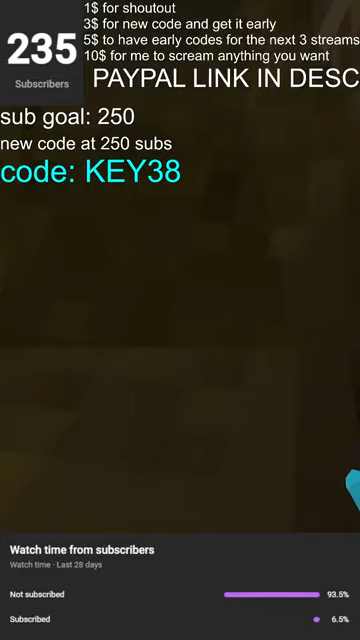 235
Subscribers
1$ for shoutout
3$ for new code and get it early
5$ to have early codes for the next 3 streams
10$ for me to scream anything you want
PAYPAL LINK IN DESC
sub goal: 250
new code at 250 subs
code: KEY38
Watch time from subscribers
Watch time · Last 28 days
Not subscribed 93.5%
Subscribed 6.5%